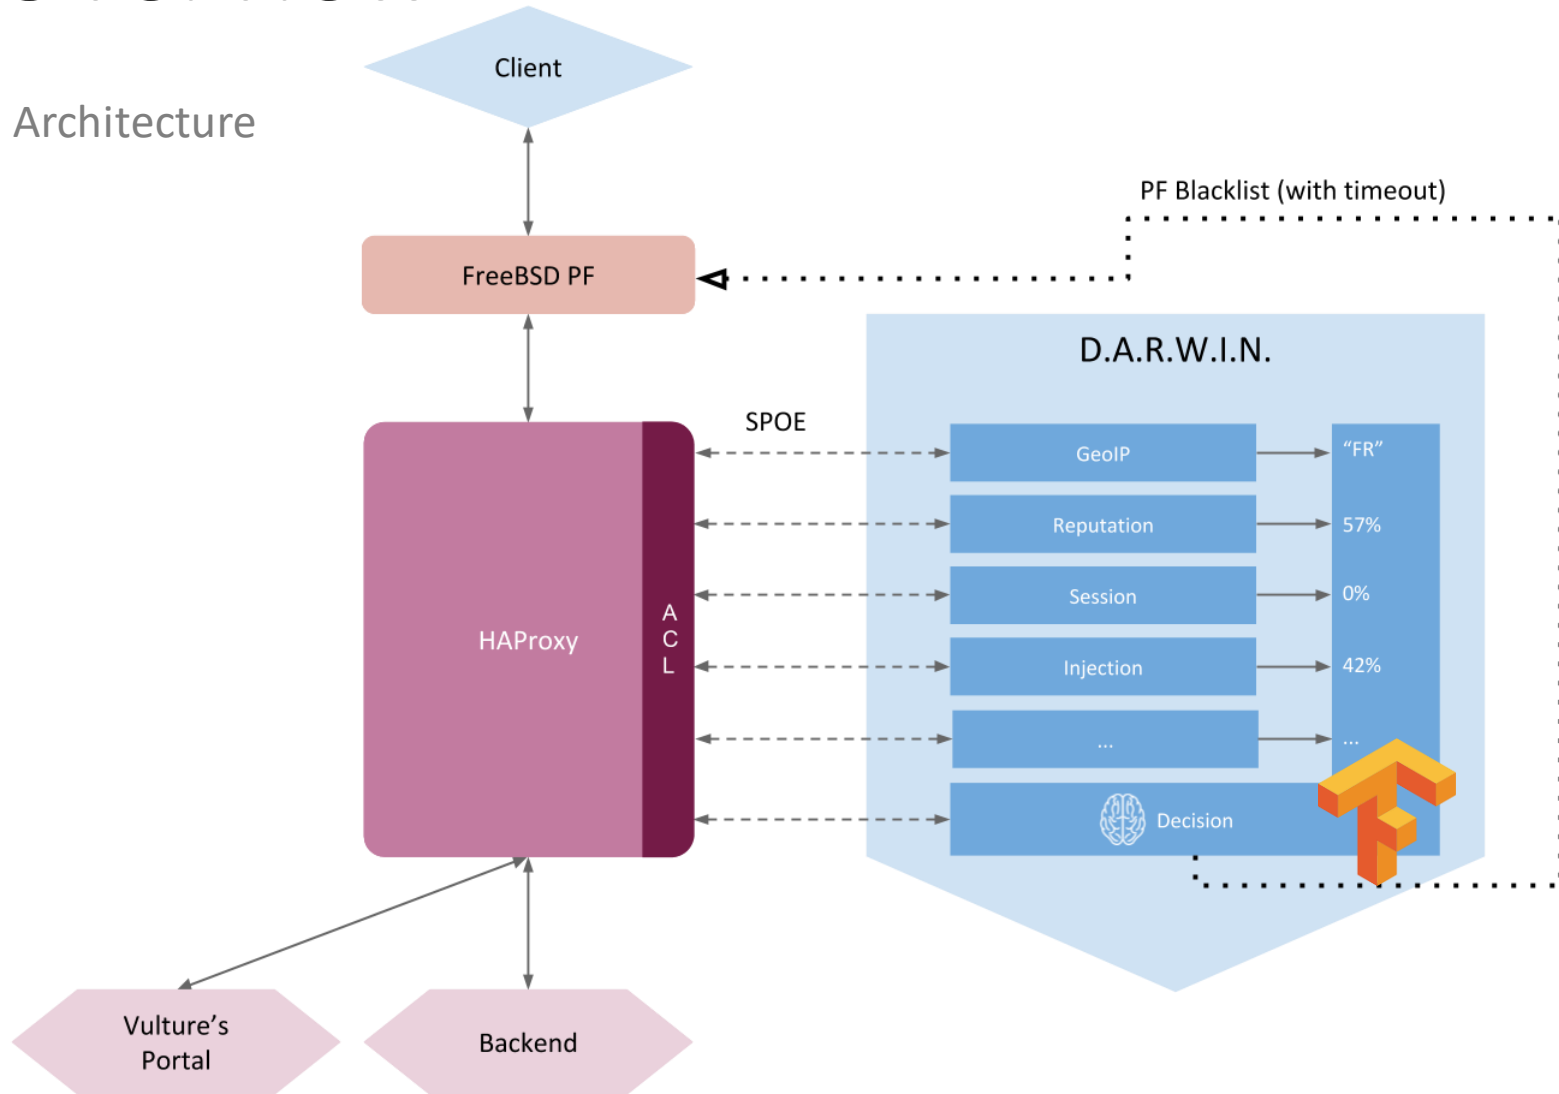 Client
Architecture
PF Blacklist (with timeout)
FreeBSD PF
D.A.R.W.I.N.
SPOE
GeoIP
“FR”
Reputation
57%
Session
0%
HAProxy
A
C
L
Injection
42%
...
...
Decision
Vulture’s
Portal
Backend